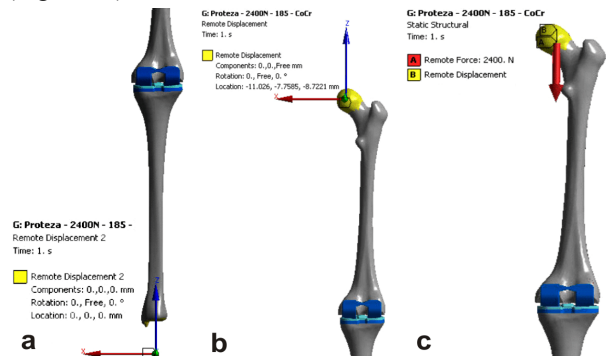 G: Proteza - 2400N - 185 -
Remote Displacement 2
Time: 1. s
Remote Displacement 2
Components: 0.,0.,0. mm
Rotation: 0., Free, 0. °
Location: 0., 0., 0. mm
Z
X
a
G: Proteza - 2400N - 185 - CoCr
Remote Displacement
Time: 1. s
Remote Displacement
Components: 0.,0.,Free mm
Rotation: 0., Free, 0. °
Location: -11.026, -7.7585, -8.7221 mm
Z
X
b
G: Proteza - 2400N - 185 - CoCr
Static Structural
Time: 1. s
A Remote Force: 2400. N
B Remote Displacement
B
A
c